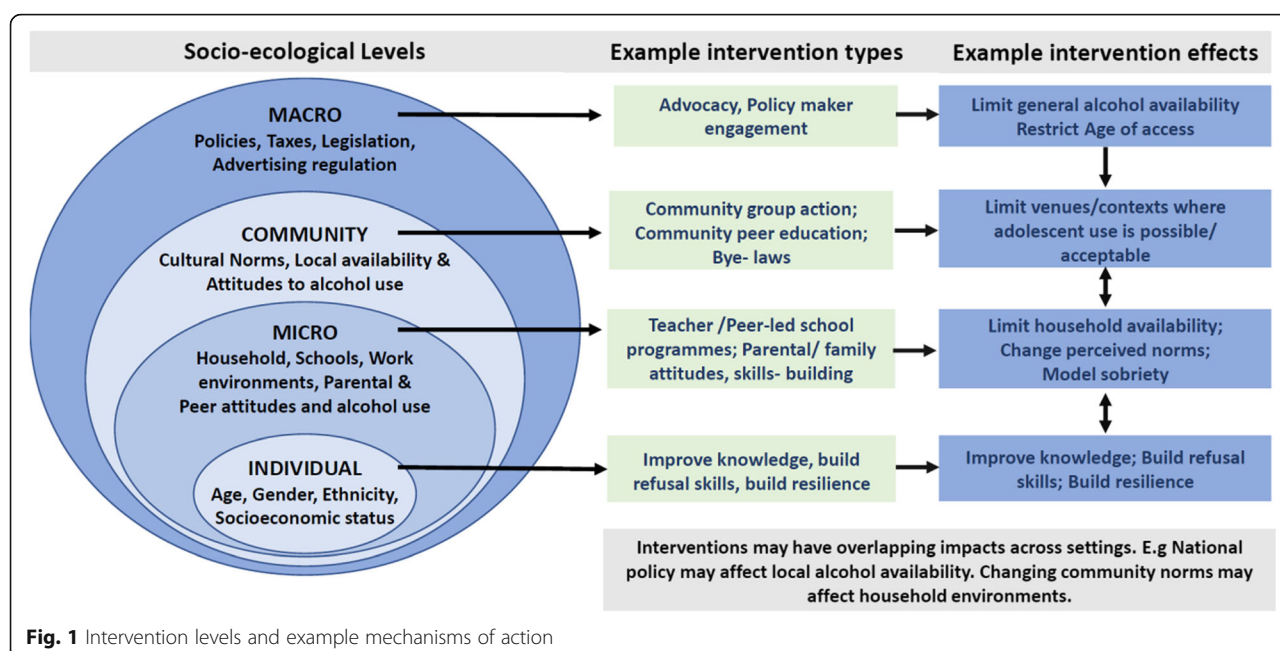 Socio-ecological Levels
Example intervention types
Example intervention effects
MACRO
Policies, Taxes, Legislation,
Advertising regulation
Advocacy, Policy maker
engagement
Limit general alcohol availability
Restrict Age of access
COMMUNITY
Cultural Norms, Local availability &
Attitudes to alcohol use
Community group action;
Community peer education;
Bye- laws
Limit venues/contexts where
adolescent use is possible/
acceptable
MICRO
Household, Schools, Work
environments, Parental &
Peer attitudes and alcohol use
Teacher /Peer-led school
programmes; Parental/ family
attitudes, skills- building
Limit household availability;
Change perceived norms;
Model sobriety
INDIVIDUAL
Age, Gender, Ethnicity,
Socioeconomic status
Improve knowledge, build
refusal skills, build resilience
Improve knowledge; Build refusal
skills; Build resilience
Interventions may have overlapping impacts across settings. E.g National
policy may affect local alcohol availability. Changing community norms may
affect household environments.
Fig. 1 Intervention levels and example mechanisms of action